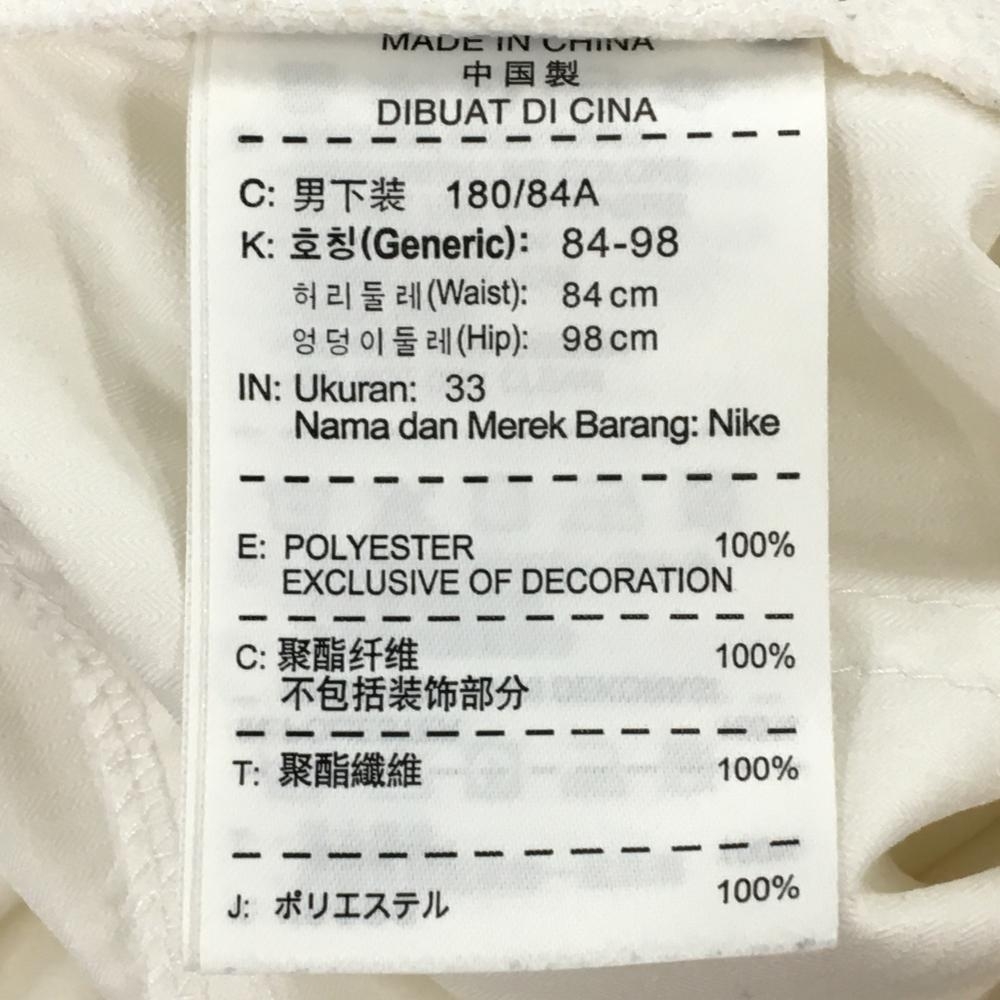 MADE IN CHINA
中国製
DIBUAT DI CINA
C: 男下装 180/84A
K: 호칭(Generic): 84-98
허리둘레(Waist): 84 cm
엉덩이둘레(Hip): 98 cm
IN: Ukuran: 33
Nama dan Merek Barang: Nike
E: POLYESTER 100%
EXCLUSIVE OF DECORATION
C: 聚酯纤维 100%
不包括装饰部分
T: 聚酯纖維 100%
J: ポリエステル 100%